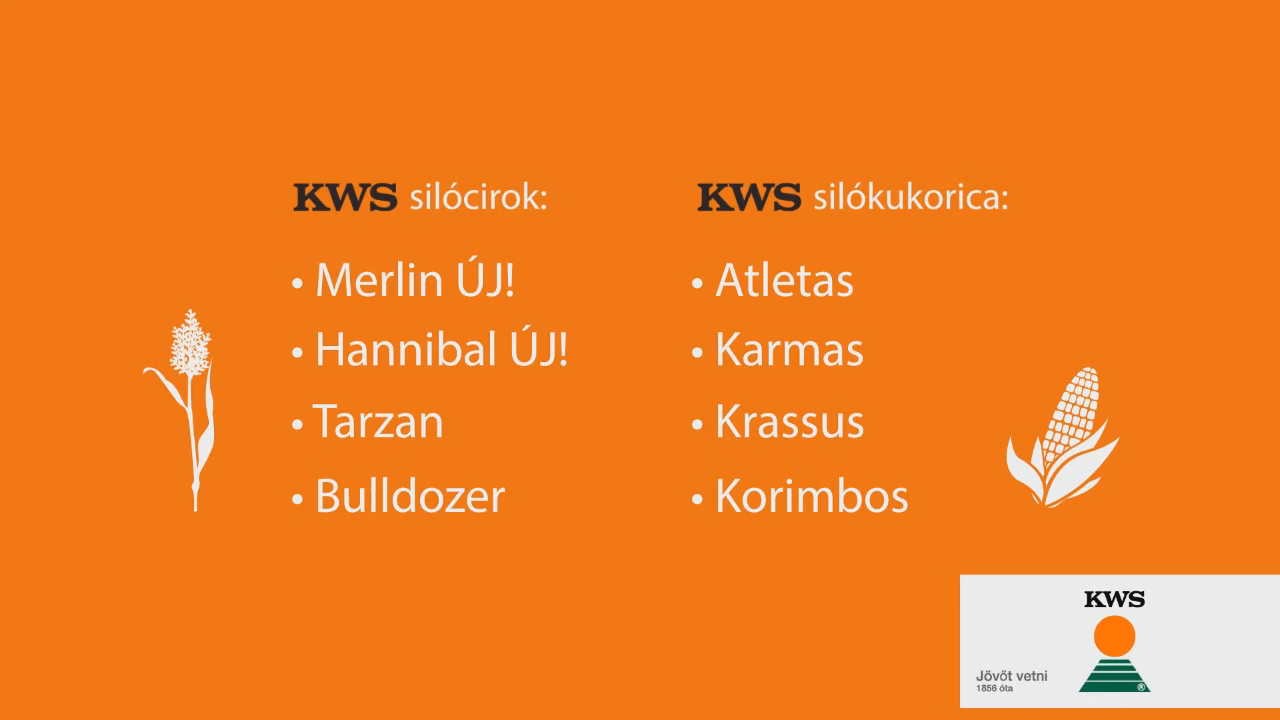 KWS silócirok:
• Merlin ÚJ!
• Hannibal ÚJ!
• Tarzan
• Bulldozer
KWS silókukorica:
• Atletas
• Karmas
• Krassus
• Korimbos
KWS
Jövőt vetni
1856 óta
®